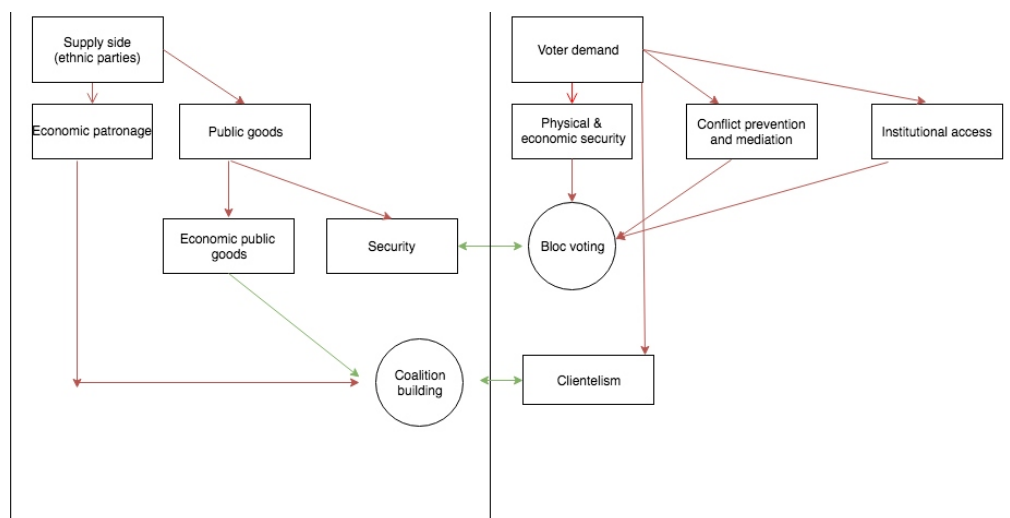 Supply side
(ethnic parties)
Voter demand
Economic patronage
Public goods
Physical &
economic security
Conflict prevention
and mediation
Institutional access
Economic public
goods
Security
Bloc voting
Coalition
building
Clientelism